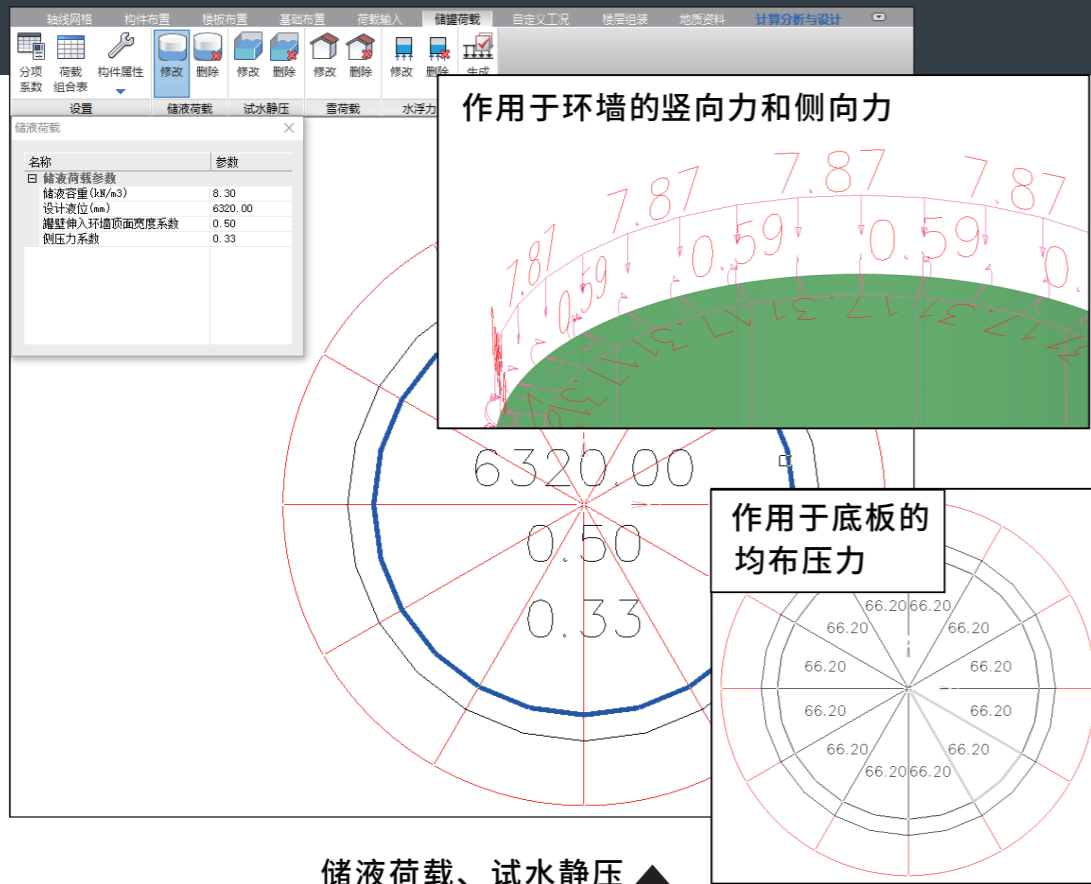 轴线网格 构件布置 楼板布置 基础布置 荷载输入 储罐荷载 自定义工况 楼层组装 地质资料 计算分析与设计
分项 荷载 构件属性 修改 删除 修改 删除 修改 删除 修改 删除 生成
系数 组合表
设置 储液荷载 试水静压 雪荷载 水浮力
作用于环墙的竖向力和侧向力
储液荷载
名称 参数
储液荷载参数
储液容重(kN/m3) 8.30
设计液位(mm) 6320.00
罐壁伸入环墙顶面宽度系数 0.50
侧压力系数 0.33
7.87 7.87 7.87 7.87
0.59 0.59 0.59 0.
17.31 17.31 17.31
6320.00
0.50
0.33
作用于底板的
均布压力
66.20 66.20
66.20 66.20
66.20 66.20
66.20 66.20
66.20 66.20
66.20 66.20
储液荷载、试水静压